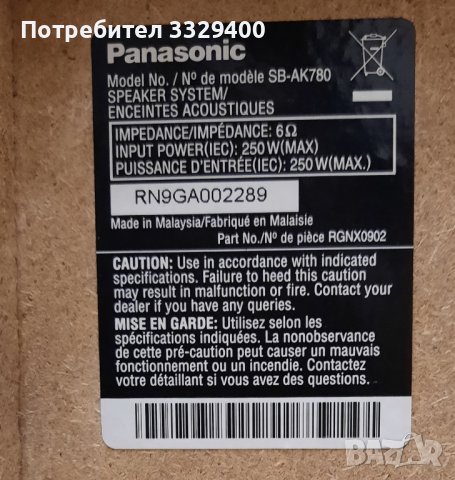 Потребител 3329400
Panasonic
Model No. / Nº de modèle SB-AK780
SPEAKER SYSTEM/
ENCEINTES ACOUSTIQUES
IMPEDANCE/IMPÉDANCE: 6Ω
INPUT POWER(IEC): 250W(MAX)
PUISSANCE D'ENTRÉE(IEC): 250W(MAX.)
RN9GA002289
Made in Malaysia/Fabriqué en Malaisie
Part No./Nº de pièce RGNX0902
CAUTION: Use in accordance with indicated
specifications. Failure to heed this caution
may result in malfunction or fire. Contact your
dealer if you have any queries.
MISE EN GARDE: Utilisez selon les
spécifications indiquées. La nonobservance
de cette pré-caution peut causer un mauvais
fonctionnement ou un incendie. Contactez
votre détaillant si vous avez des questions.
BAZAR